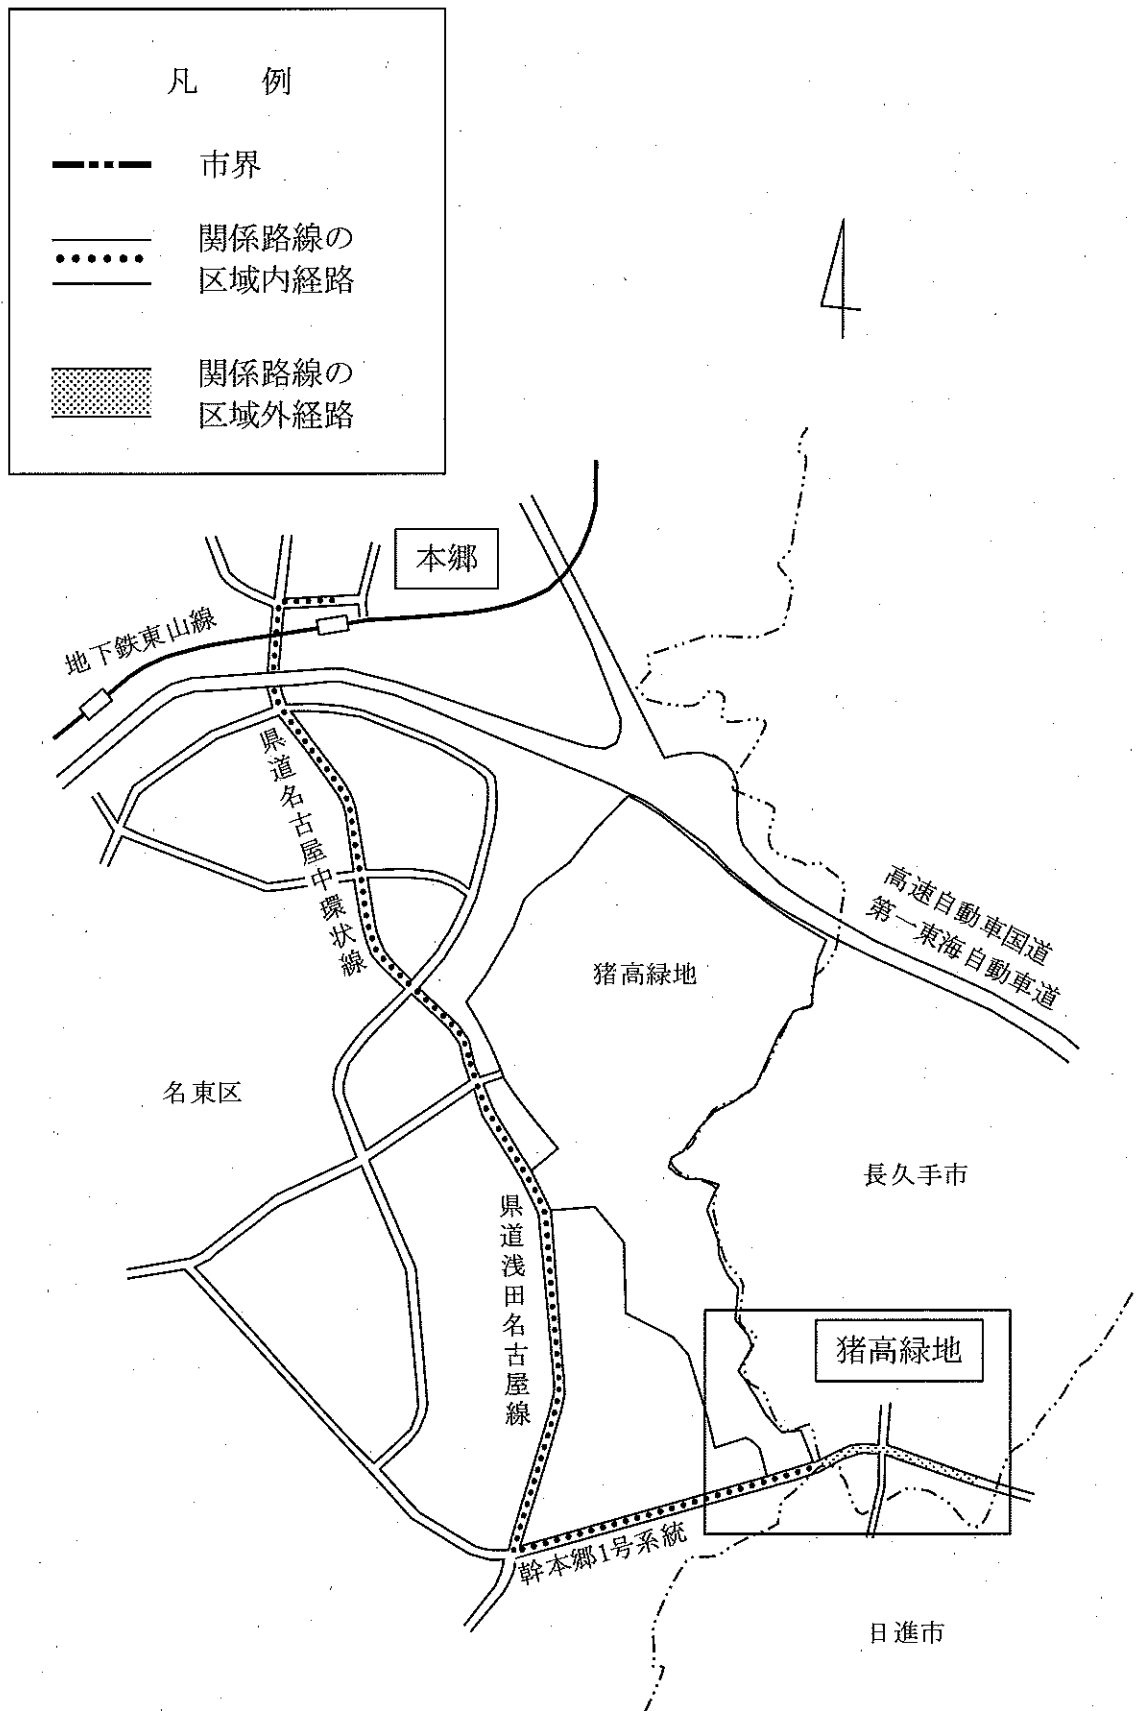 凡　例
市界
関係路線の
区域内経路
関係路線の
区域外経路
本郷
地下鉄東山線
県道名古屋中環状線
高速自動車国道
第一東海自動車道
猪高緑地
名東区
長久手市
県道浅田名古屋線
猪高緑地
幹本郷1号系統
日進市